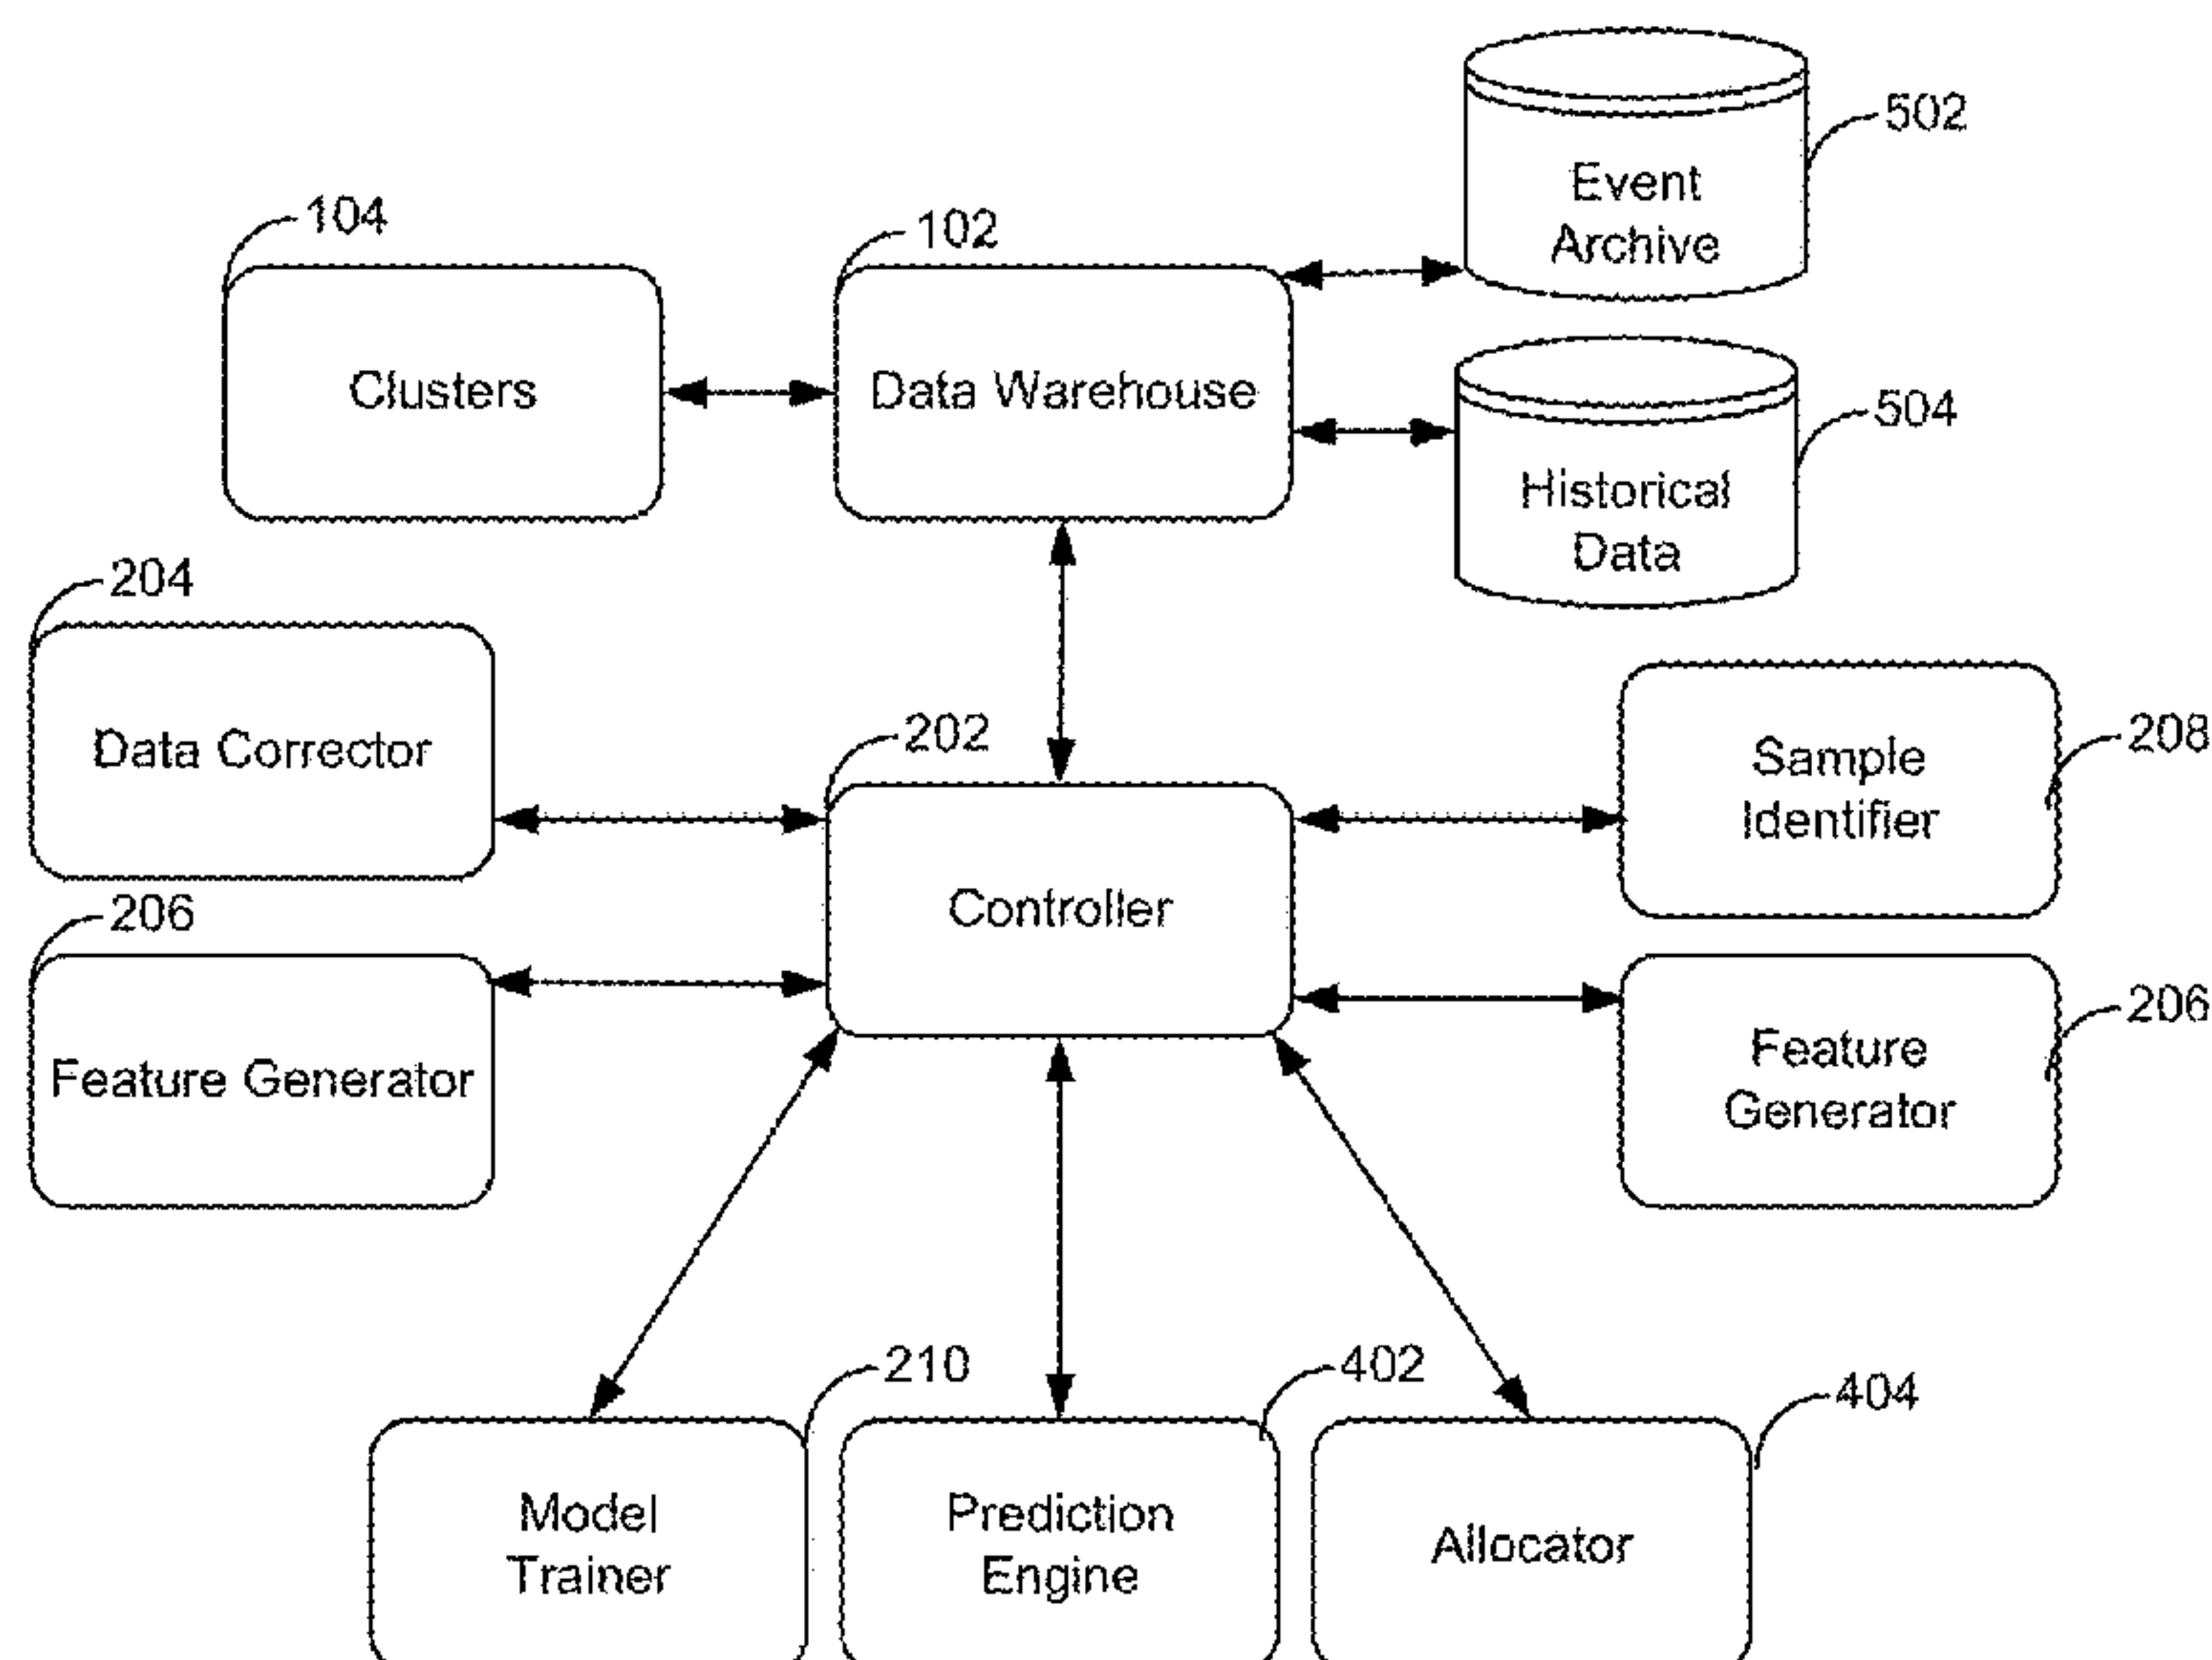 502
Event
Archive
104
102
Clusters
Data Warehouse
504
Historical
Data
204
Data Corrector
202
208
Sample
Identifier
Controller
206
Feature Generator
206
Feature
Generator
210
402
404
Model
Trainer
Prediction
Engine
Allocator